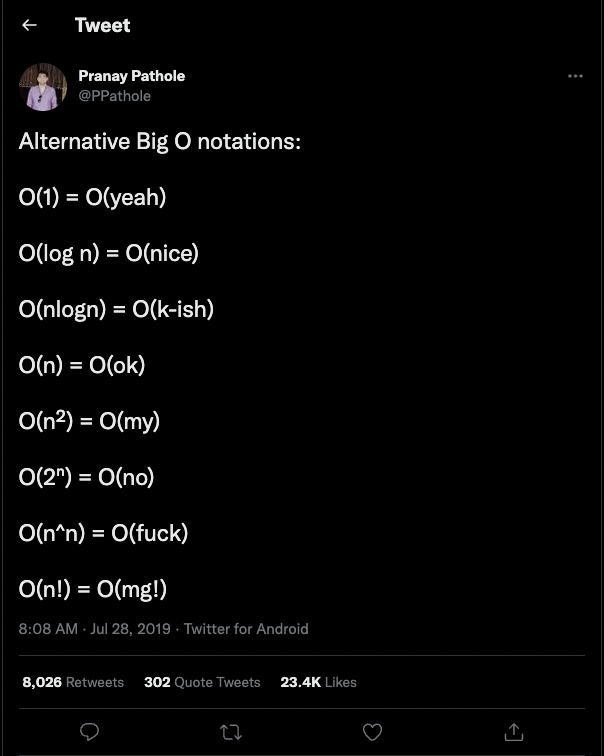 Tweet
Pranay Pathole
@PPathole
Alternative Big O notations:
O(1) = O(yeah)
O(log n) = O(nice)
O(nlogn) = O(k-ish)
O(n) = O(ok)
O(n²) = O(my)
O(2ⁿ) = O(no)
O(n^n) = O(fuck)
O(n!) = O(mg!)
8:08 AM · Jul 28, 2019 · Twitter for Android
8,026 Retweets 302 Quote Tweets 23.4K Likes